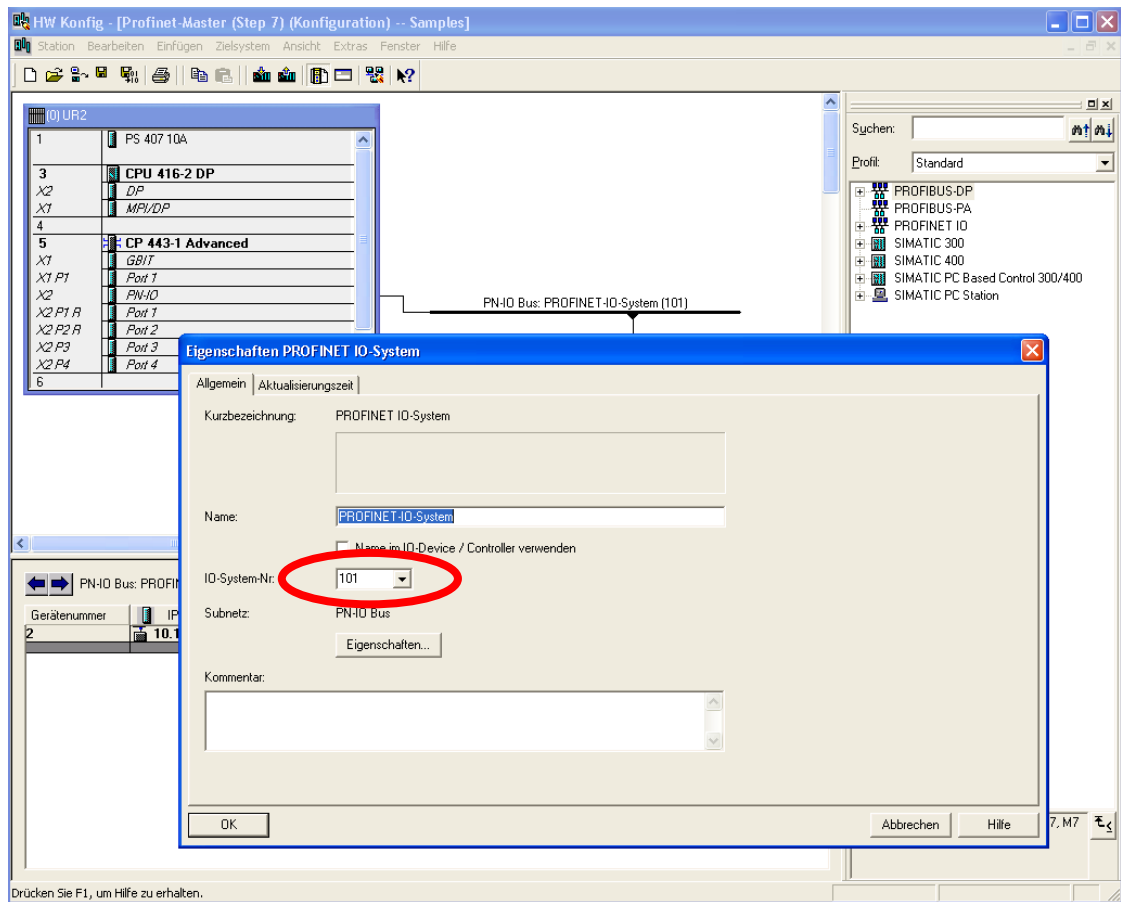 HW Konfig - [Profinet-Master (Step 7) (Konfiguration) -- Samples]
Station Bearbeiten Einfügen Zielsystem Ansicht Extras Fenster Hilfe
(0) UR2
1 PS 407 10A
3 CPU 416-2 DP
X2 DP
X1 MPI/DP
4
5 CP 443-1 Advanced
X1 GBIT
X1 P1 Port 1
X2 PN-IO
X2 P1 R Port 1
X2 P2 R Port 2
X2 P3 Port 3
X2 P4 Port 4
6
PN-IO Bus: PROFINET-IO-System (101)
Suchen:
Profil: Standard
PROFIBUS-DP
PROFIBUS-PA
PROFINET IO
SIMATIC 300
SIMATIC 400
SIMATIC PC Based Control 300/400
SIMATIC PC Station
Eigenschaften PROFINET IO-System
Allgemein Aktualisierungszeit
Kurzbezeichnung: PROFINET IO-System
Name: PROFINET-IO-System
Name im IO-Device / Controller verwenden
IO-System-Nr: 101
Subnetz: PN-IO Bus
Eigenschaften...
Kommentar:
OK Abbrechen Hilfe
PN-IO Bus: PROFI
Gerätenummer IP
2 10.1
7, M7
Drücken Sie F1, um Hilfe zu erhalten.